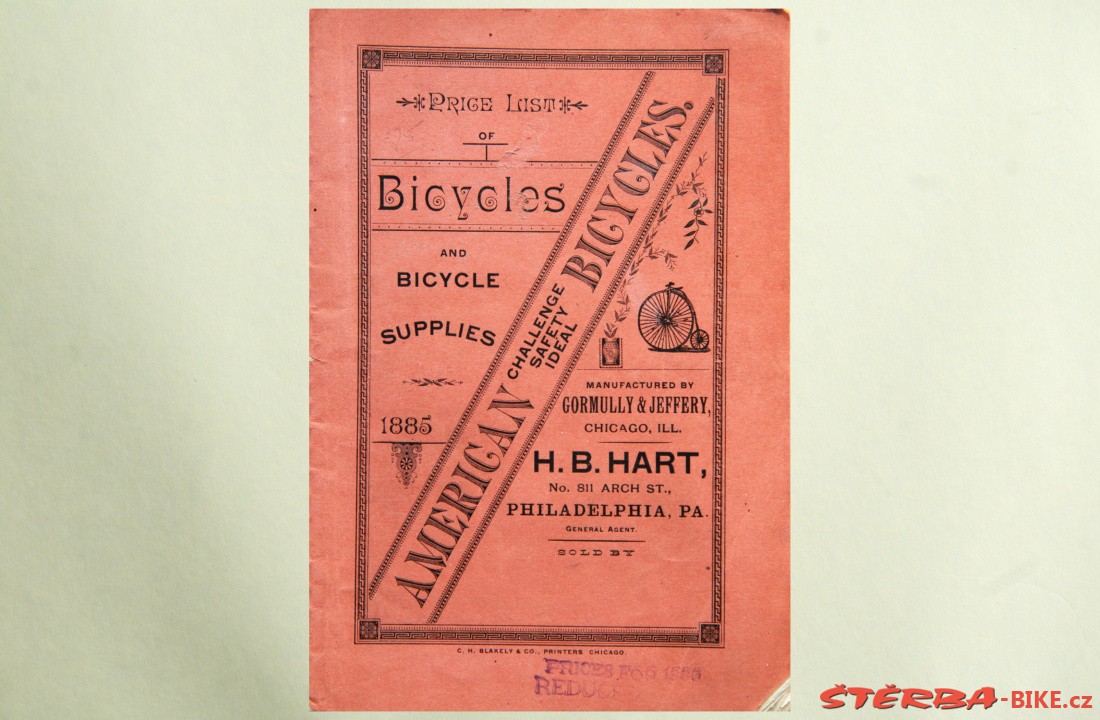 PRICE LIST
OF
Bicycles
AND
BICYCLE
SUPPLIES
1885
AMERICAN
CHALLENGE
SAFETY
IDEAL
BICYCLES.
MANUFACTURED BY
GORMULLY & JEFFERY,
CHICAGO, ILL.
H. B. HART,
No. 811 ARCH ST.,
PHILADELPHIA, PA.
GENERAL AGENT.
SOLD BY
C. H. BLAKELY & CO., PRINTERS CHICAGO.
PRICES FOR
ŠTĚRBA-BIKE.cz